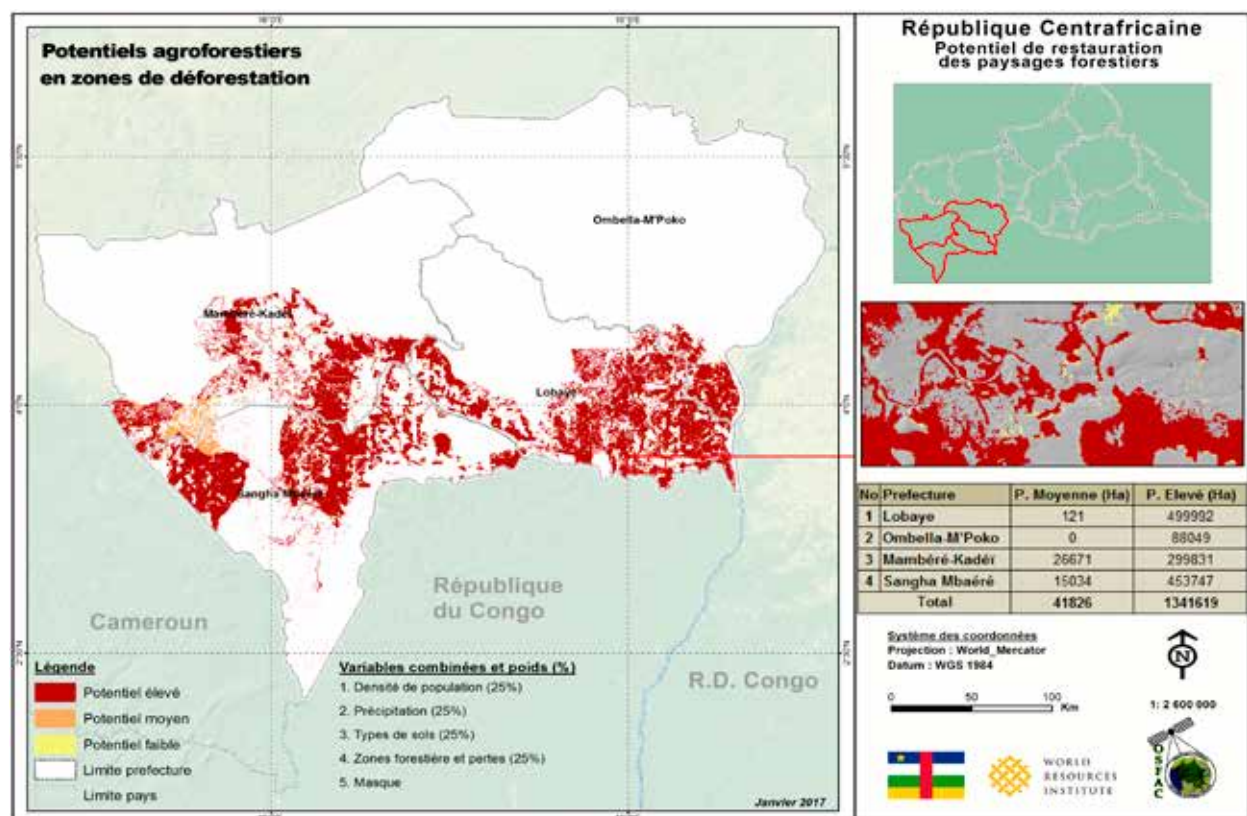 Potentiels agroforestiers
en zones de déforestation
Ombella-M'Poko
Mambéré-Kadéï
Lobaye
Sangha Mbaéré
République
du Congo
Cameroun
R.D. Congo
Légende
Potentiel élevé
Potentiel moyen
Potentiel faible
Limite prefecture
Limite pays
Variables combinées et poids (%)
1. Densité de population (25%)
2. Précipitation (25%)
3. Types de sols (25%)
4. Zones forestière et pertes (25%)
5. Masque
Janvier 2017
République Centrafricaine
Potentiel de restauration
des paysages forestiers
No Prefecture P. Moyenne (Ha) P. Elevé (Ha)
1 Lobaye 121 499992
2 Ombella-M'Poko 0 88049
3 Mambéré-Kadéï 26671 299831
4 Sangha Mbaéré 15034 453747
Total 41826 1341619
Système des coordonnées
Projection : World_Mercator
Datum : WGS 1984
N
0 50 100
Km
1: 2 600 000
WORLD
RESOURCES
INSTITUTE
OSFAC